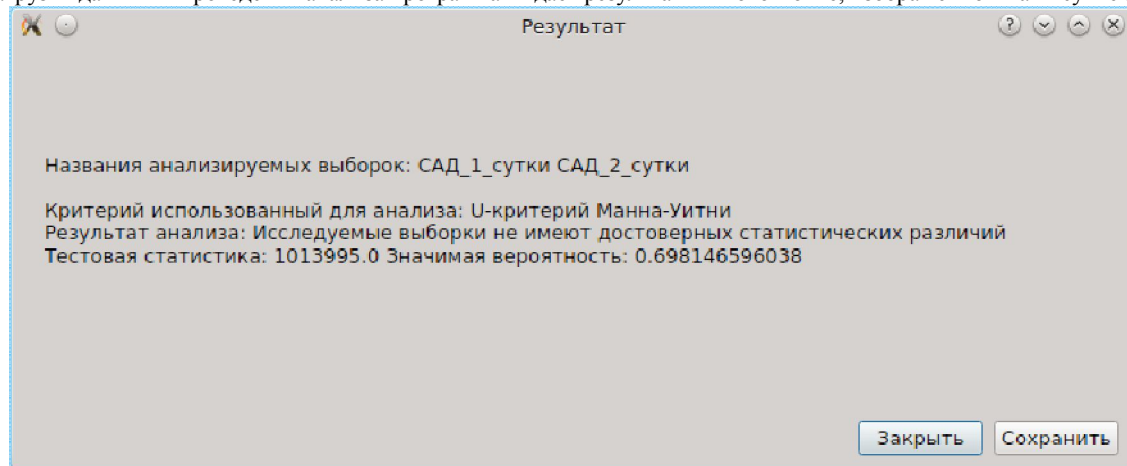 Результат
Названия анализируемых выборок: САД_1_сутки САД_2_сутки
Критерий использованный для анализа: U-критерий Манна-Уитни
Результат анализа: Исследуемые выборки не имеют достоверных статистических различий
Тестовая статистика: 1013995.0 Значимая вероятность: 0.698146596038
Закрыть Сохранить